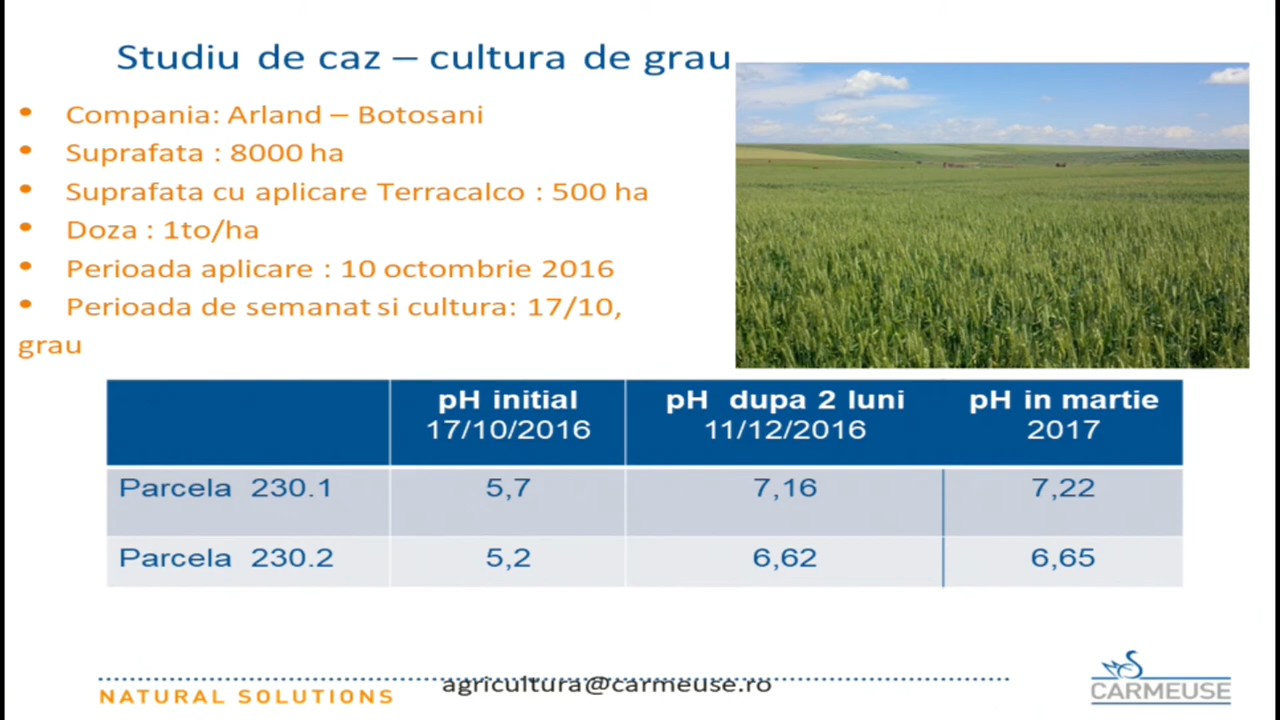 Studiu de caz – cultura de grau
• Compania: Arland – Botosani
• Suprafata : 8000 ha
• Suprafata cu aplicare Terracalco : 500 ha
• Doza : 1to/ha
• Perioada aplicare : 10 octombrie 2016
• Perioada de semanat si cultura: 17/10,
grau
pH initial pH dupa 2 luni pH in martie
17/10/2016 11/12/2016 2017
Parcela 230.1 5,7 7,16 7,22
Parcela 230.2 5,2 6,62 6,65
agricultura@carmeuse.ro
NATURAL SOLUTIONS
CARMEUSE